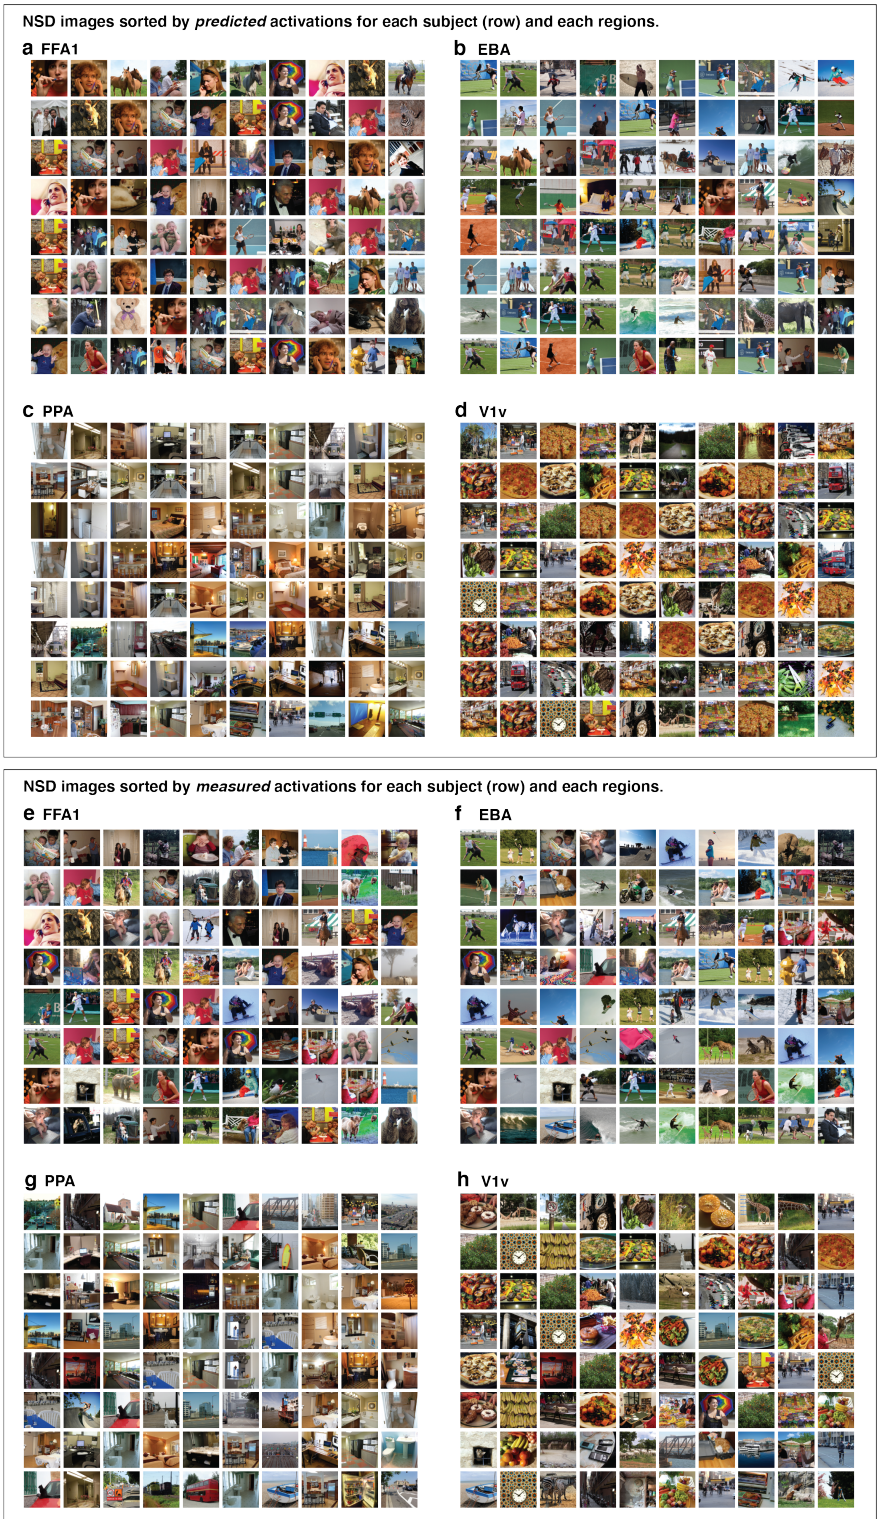 NSD images sorted by predicted activations for each subject (row) and each regions.
a FFA1
b EBA
c PPA
d V1v
NSD images sorted by measured activations for each subject (row) and each regions.
e FFA1
f EBA
g PPA
h V1v